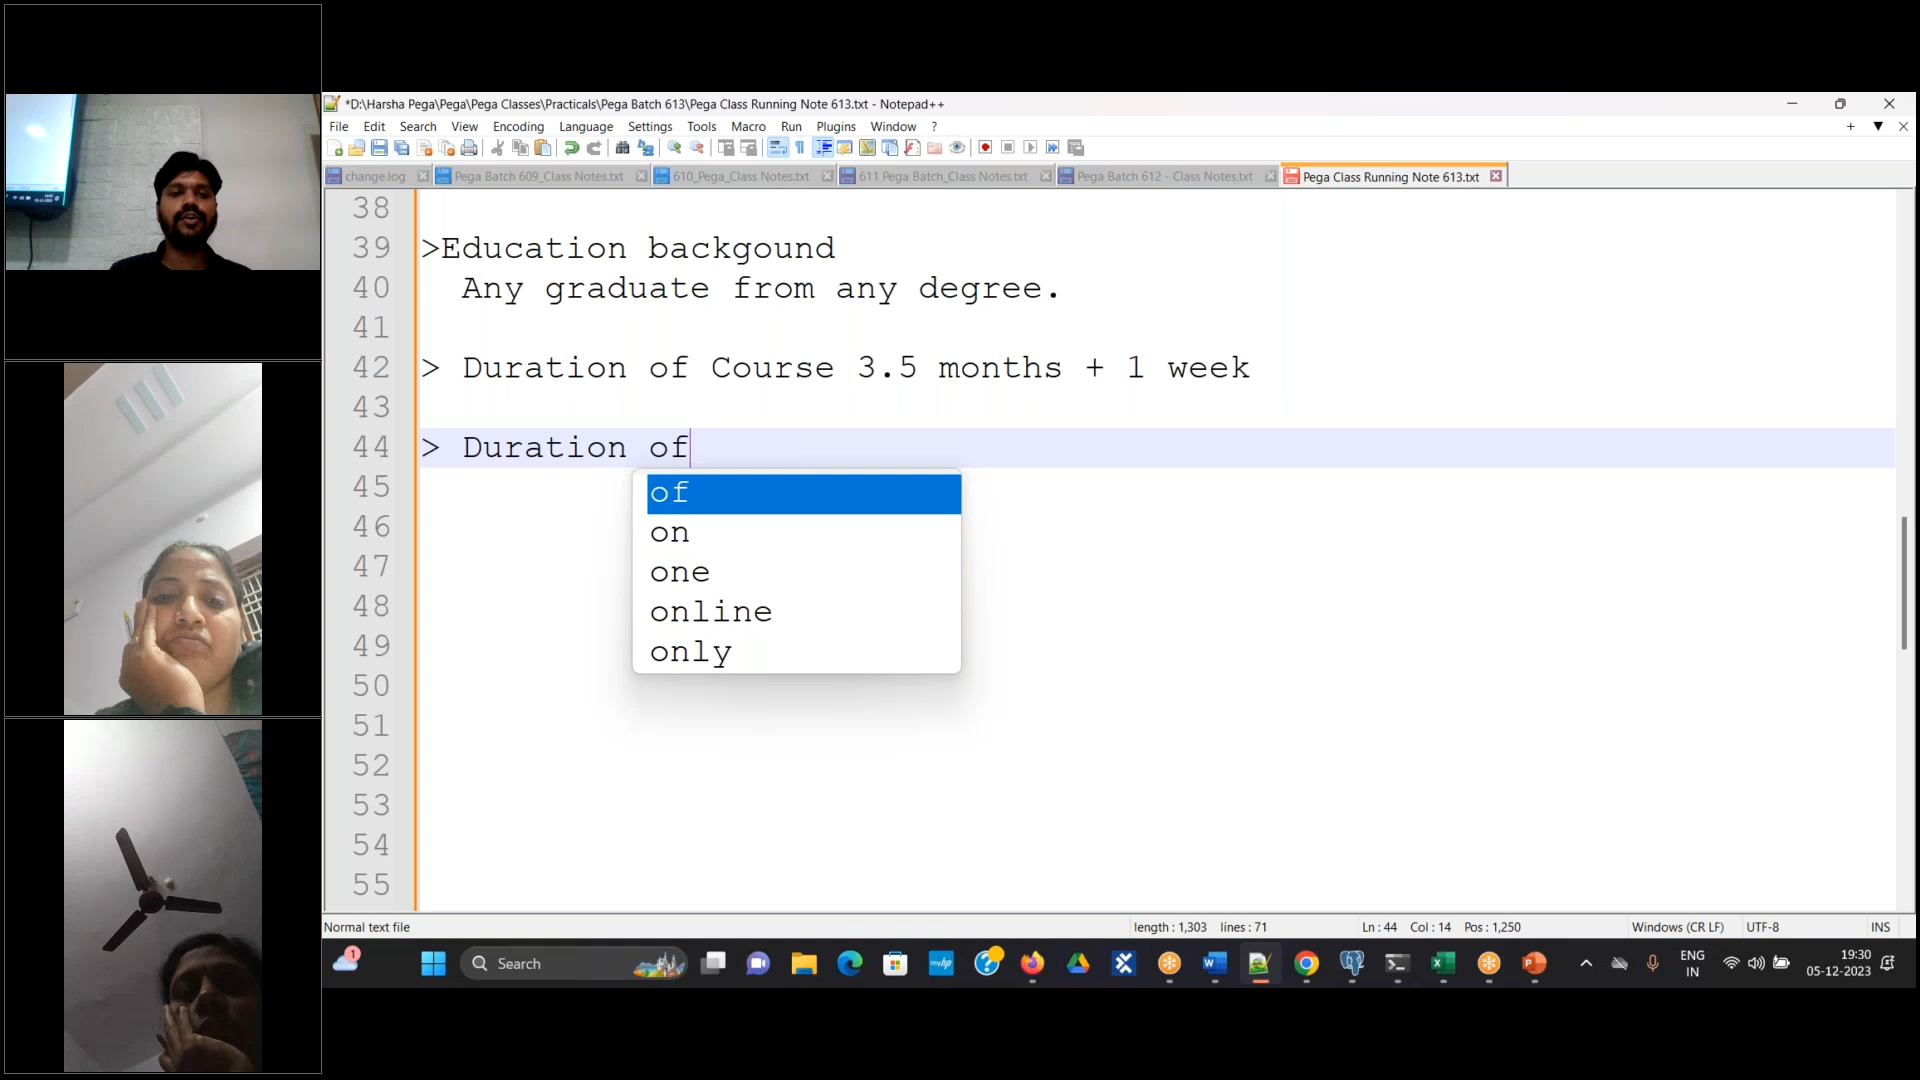 *D:\Harsha Pega\Pega\Pega Classes\Practicals\Pega Batch 613\Pega Class Running Note 613.txt - Notepad++
File Edit Search View Encoding Language Settings Tools Macro Run Plugins Window ?
change.log Pega Batch 609_Class Notes.txt 610_Pega_Class Notes.txt 611 Pega Batch_Class Notes.txt Pega Batch 612 - Class Notes.txt Pega Class Running Note 613.txt
38
39 >Education backgound
40 Any graduate from any degree.
41
42 > Duration of Course 3.5 months + 1 week
43
44 > Duration of
45 of
46 on
47 one
48 online
49 only
50
51
52
53
54
55
Normal text file length : 1,303 lines : 71 Ln : 44 Col : 14 Pos : 1,250 Windows (CR LF) UTF-8 INS
1 Search myhp ENG 19:30
IN 05-12-2023